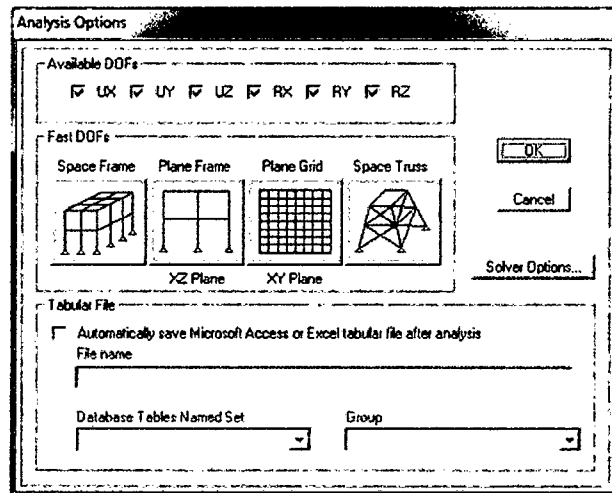 Analysis Options
Available DOFs
UX UY UZ RX RY RZ
Fast DOFs
Space Frame Plane Frame Plane Grid Space Truss
XZ Plane XY Plane
OK
Cancel
Solver Options...
Tabular File
Automatically save Microsoft Access or Excel tabular file after analysis
File name
Database Tables Named Set Group